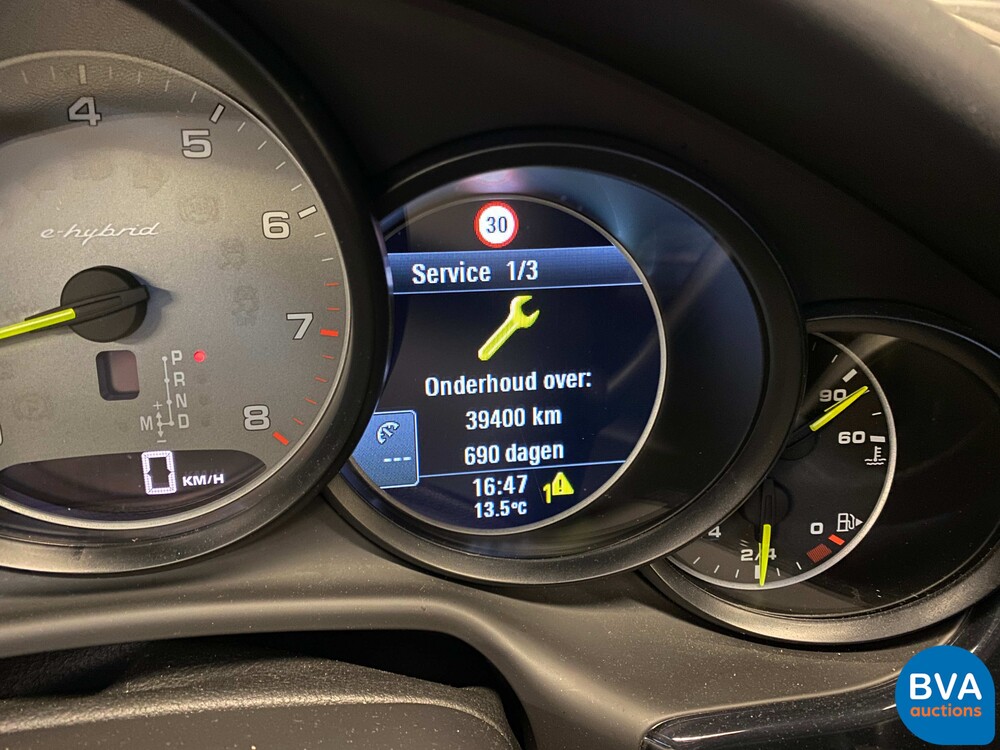 4
5
6
7
8
e-hybrid
P
R
N
M D
+
-
0 KM/H
30
Service 1/3
Onderhoud over:
39400 km
690 dagen
---
16:47
1
13.5°C
90
60
4
2/4
0
BVA
auctions